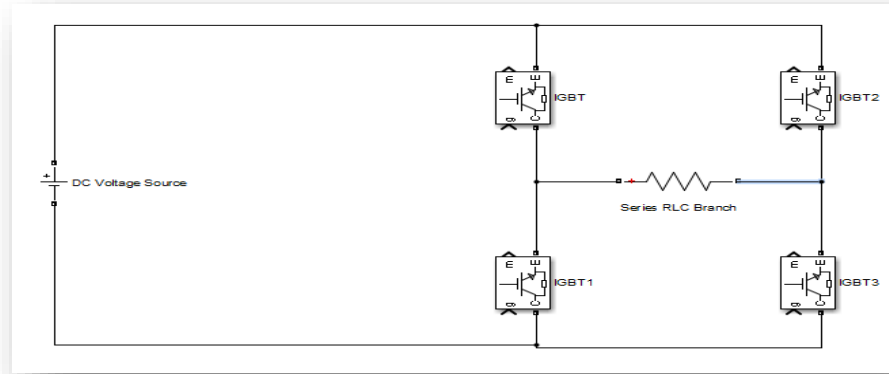 m E
IGBT
g C
m E
IGBT2
g C
+
DC Voltage Source
+
Series RLC Branch
m E
IGBT1
g C
m E
IGBT3
g C